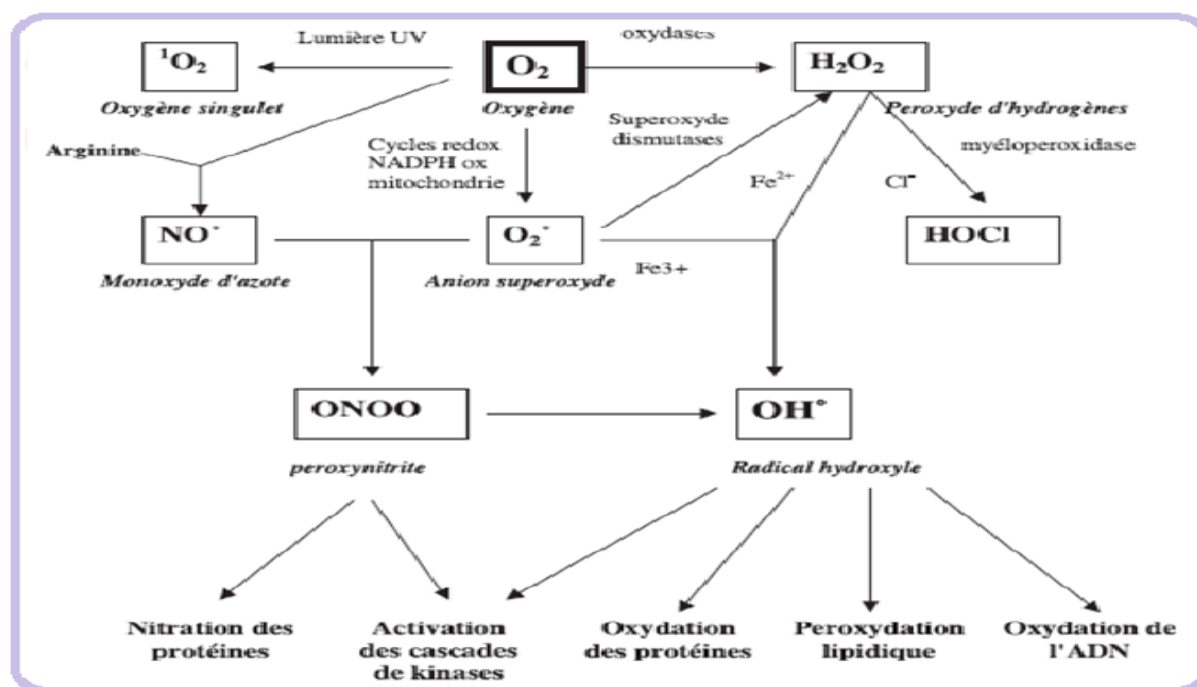 Lumière UV
oxydases
¹O₂
O₂
H₂O₂
Oxygène singulet
Oxygène
Peroxyde d'hydrogènes
Arginine
Cycles redox
NADPH ox
mitochondrie
Superoxyde
dismutases
myéloperoxidase
Fe²⁺
Cl⁻
NO·
O₂·
HOCl
Monoxyde d'azote
Anion superoxyde
Fe3+
ONOO
OH°
peroxynitrite
Radical hydroxyle
Nitration des
protéines
Activation
des cascades
de kinases
Oxydation
des protéines
Peroxydation
lipidique
Oxydation de
l'ADN